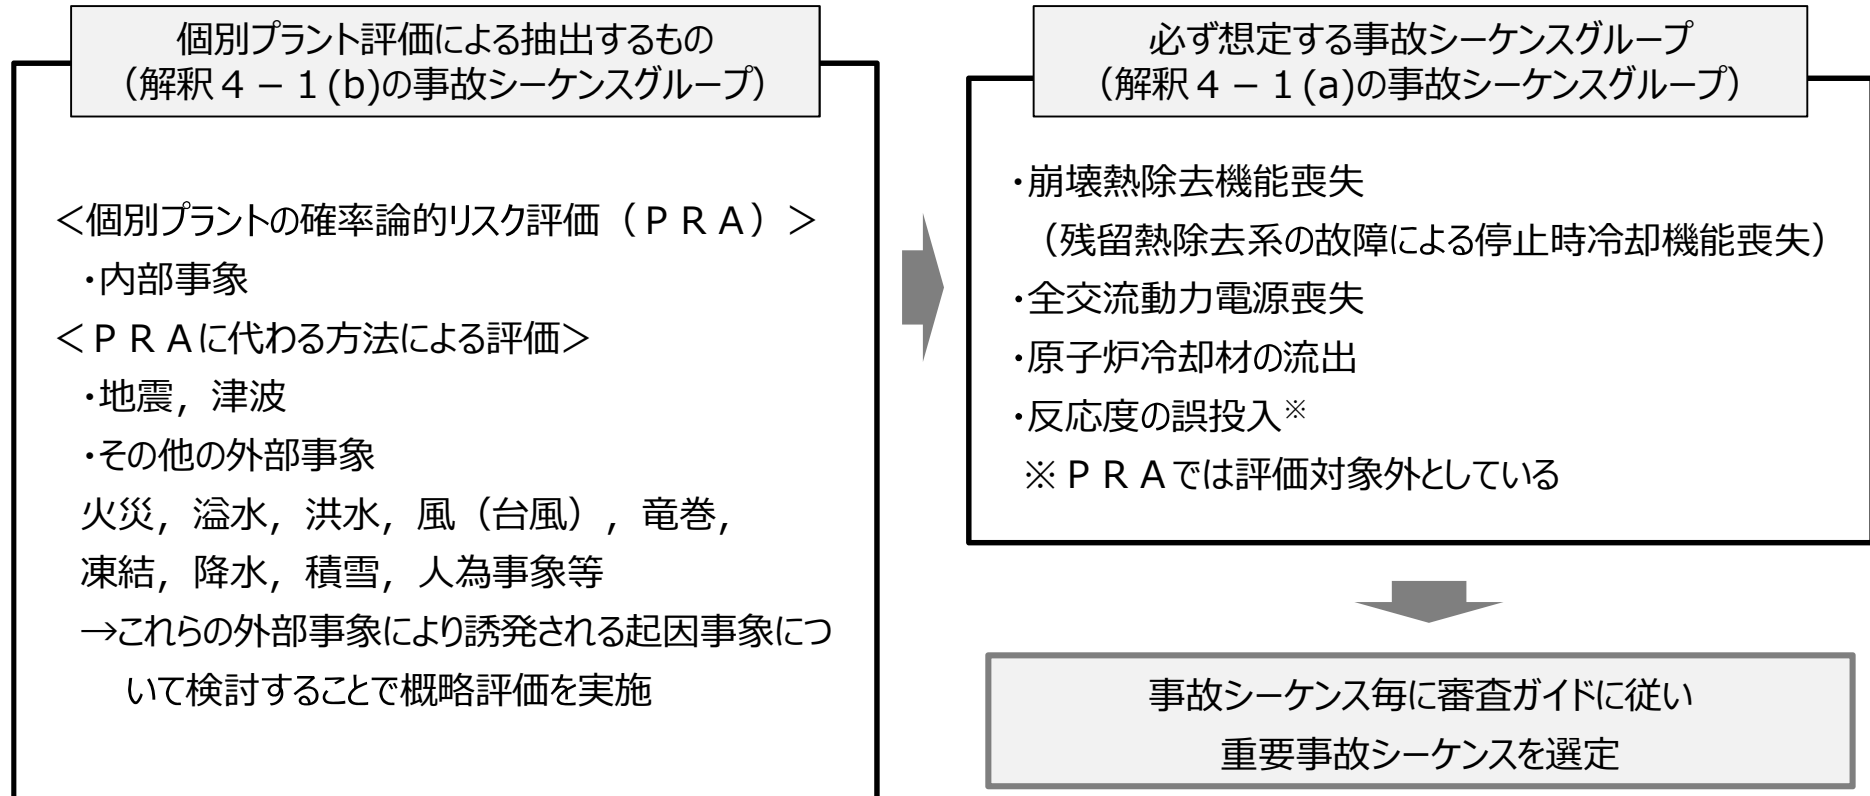 個別プラント評価による抽出するもの
（解釈４－１(b)の事故シーケンスグループ）
＜個別プラントの確率論的リスク評価（ＰＲＡ）＞
・内部事象
＜ＰＲＡに代わる方法による評価＞
・地震，津波
・その他の外部事象
火災，溢水，洪水，風（台風），竜巻，
凍結，降水，積雪，人為事象等
→これらの外部事象により誘発される起因事象につ
いて検討することで概略評価を実施
必ず想定する事故シーケンスグループ
（解釈４－１(a)の事故シーケンスグループ）
・崩壊熱除去機能喪失
（残留熱除去系の故障による停止時冷却機能喪失）
・全交流動力電源喪失
・原子炉冷却材の流出
・反応度の誤投入※
※ＰＲＡでは評価対象外としている
事故シーケンス毎に審査ガイドに従い
重要事故シーケンスを選定